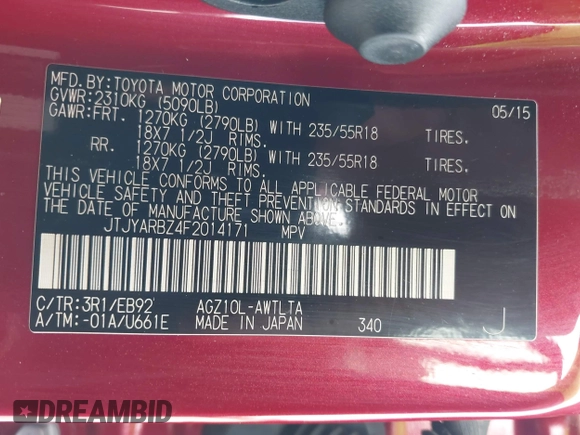 MFD.BY:TOYOTA MOTOR CORPORATION 05/15
GVWR:2310KG (5090LB)
GAWR:FRT. 1270KG (2790LB) WITH 235/55R18 TIRES.
18X7 1/2J RIMS.
RR. 1270KG (2790LB) WITH 235/55R18 TIRES.
18X7 1/2J RIMS.
THIS VEHICLE CONFORMS TO ALL APPLICABLE FEDERAL MOTOR
VEHICLE SAFETY AND THEFT PREVENTION STANDARDS IN EFFECT ON
THE DATE OF MANUFACTURE SHOWN ABOVE.
JTJYARBZ4F2014171 MPV
C/TR:3R1/EB92 AGZ10L-AWTLTA
A/TM:-01A/U661E MADE IN JAPAN 340 J
DREAMBID